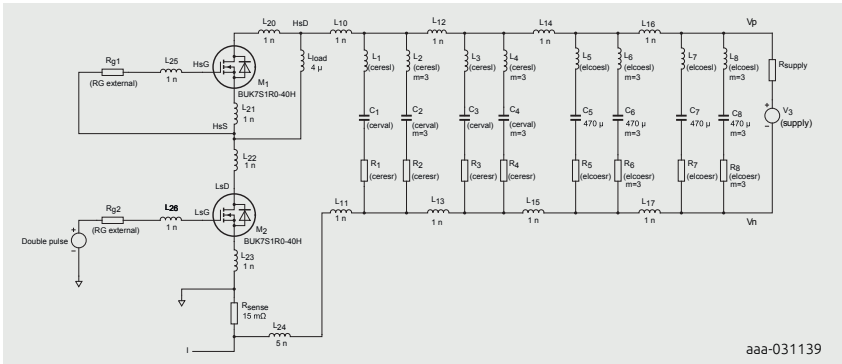 L20
1 n
HsD
L10
1 n
L12
1 n
L14
1 n
L16
1 n
Vp
Rg1
(RG external)
L25
1 n
HsG
M1
BUK7S1R0-40H
Lload
4 µ
L21
1 n
HsS
L22
1 n
L1
(ceresl)
L2
(ceresl)
m=3
L3
(ceresl)
L4
(ceresl)
m=3
L5
(elcoesl)
L6
(elcoesl)
m=3
L7
(elcoesl)
L8
(elcoesl)
m=3
Rsupply
C1
(cerval)
C2
(cerval)
m=3
C3
(cerval)
C4
(cerval)
m=3
C5
470 µ
C6
470 µ
m=3
C7
470 µ
C8
470 µ
m=3
+
V3
(supply)
–
R1
(ceresr)
R2
(ceresr)
m=3
R3
(ceresr)
R4
(ceresr)
m=3
R5
(elcoesr)
R6
(elcoesr)
m=3
R7
(elcoesr)
R8
(elcoesr)
m=3
LsD
Rg2
(RG external)
L26
1 n
LsG
M2
BUK7S1R0-40H
L11
1 n
L13
1 n
L15
1 n
L17
1 n
Vn
Double pulse
+
–
L23
1 n
Rsense
15 mΩ
L24
5 n
I
aaa-031139